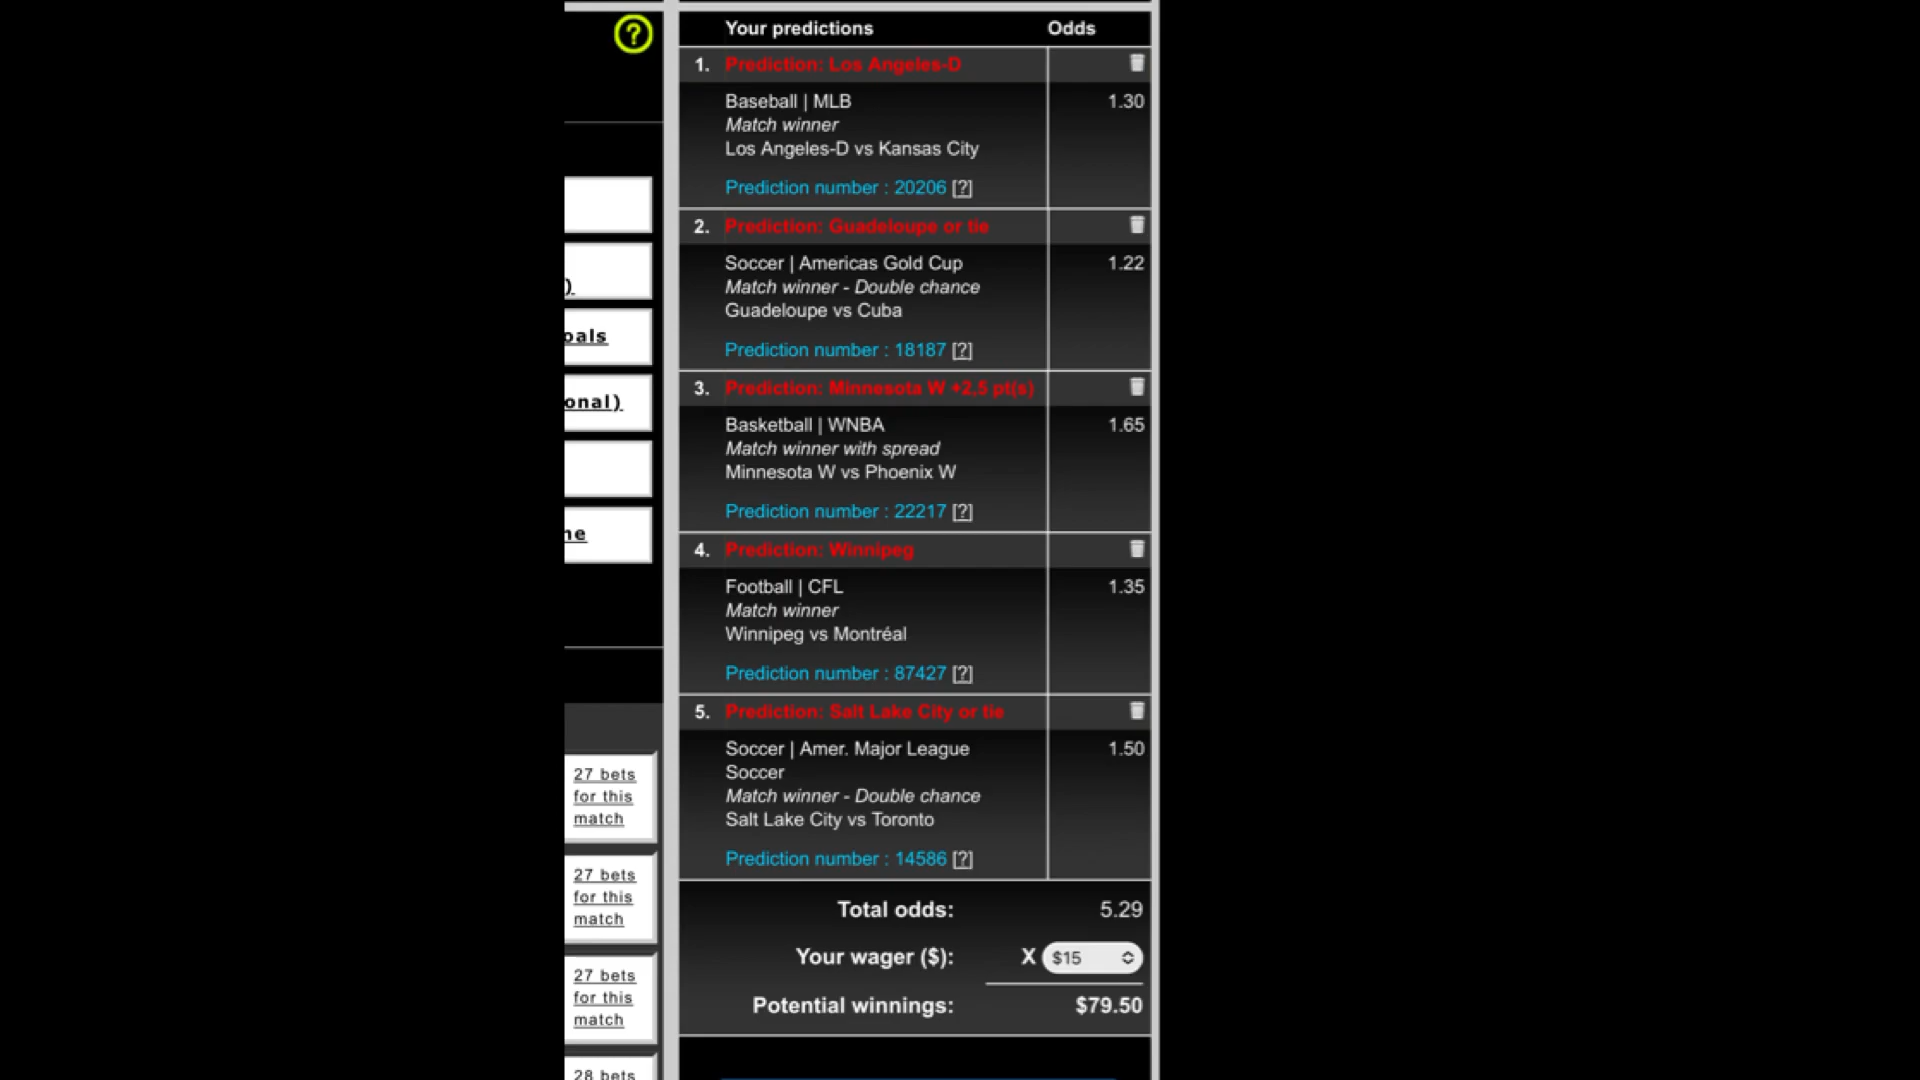 Your predictions Odds
1. Prediction: Los Angeles-D
Baseball | MLB 1.30
Match winner
Los Angeles-D vs Kansas City
Prediction number : 20206 [?]
2. Prediction: Guadeloupe or tie
Soccer | Americas Gold Cup 1.22
Match winner - Double chance
Guadeloupe vs Cuba
Prediction number : 18187 [?]
3. Prediction: Minnesota W +2,5 pt(s)
Basketball | WNBA 1.65
Match winner with spread
Minnesota W vs Phoenix W
Prediction number : 22217 [?]
4. Prediction: Winnipeg
Football | CFL 1.35
Match winner
Winnipeg vs Montréal
Prediction number : 87427 [?]
5. Prediction: Salt Lake City or tie
Soccer | Amer. Major League 1.50
Soccer
Match winner - Double chance
Salt Lake City vs Toronto
Prediction number : 14586 [?]
Total odds: 5.29
Your wager ($): X $15
Potential winnings: $79.50
?
)
oals
onal)
ne
27 bets
for this
match
27 bets
for this
match
27 bets
for this
match
28 bets